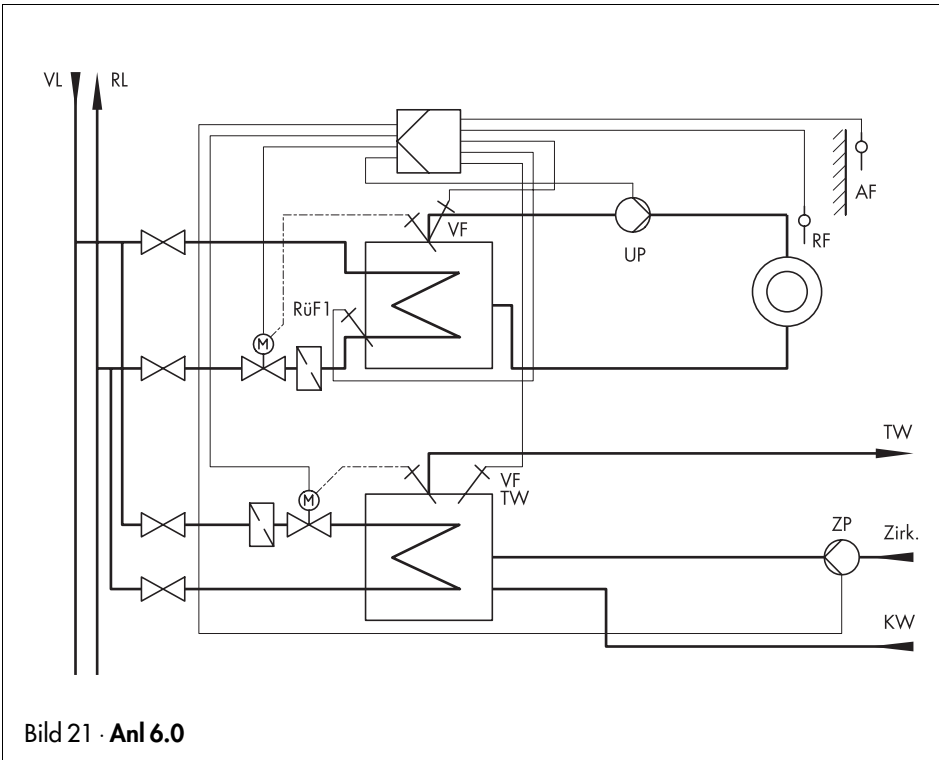 VL RL
AF
VF
RF
UP
RüF1
M
TW
VF
TW
M
ZP
Zirk.
KW
Bild 21 · Anl 6.0